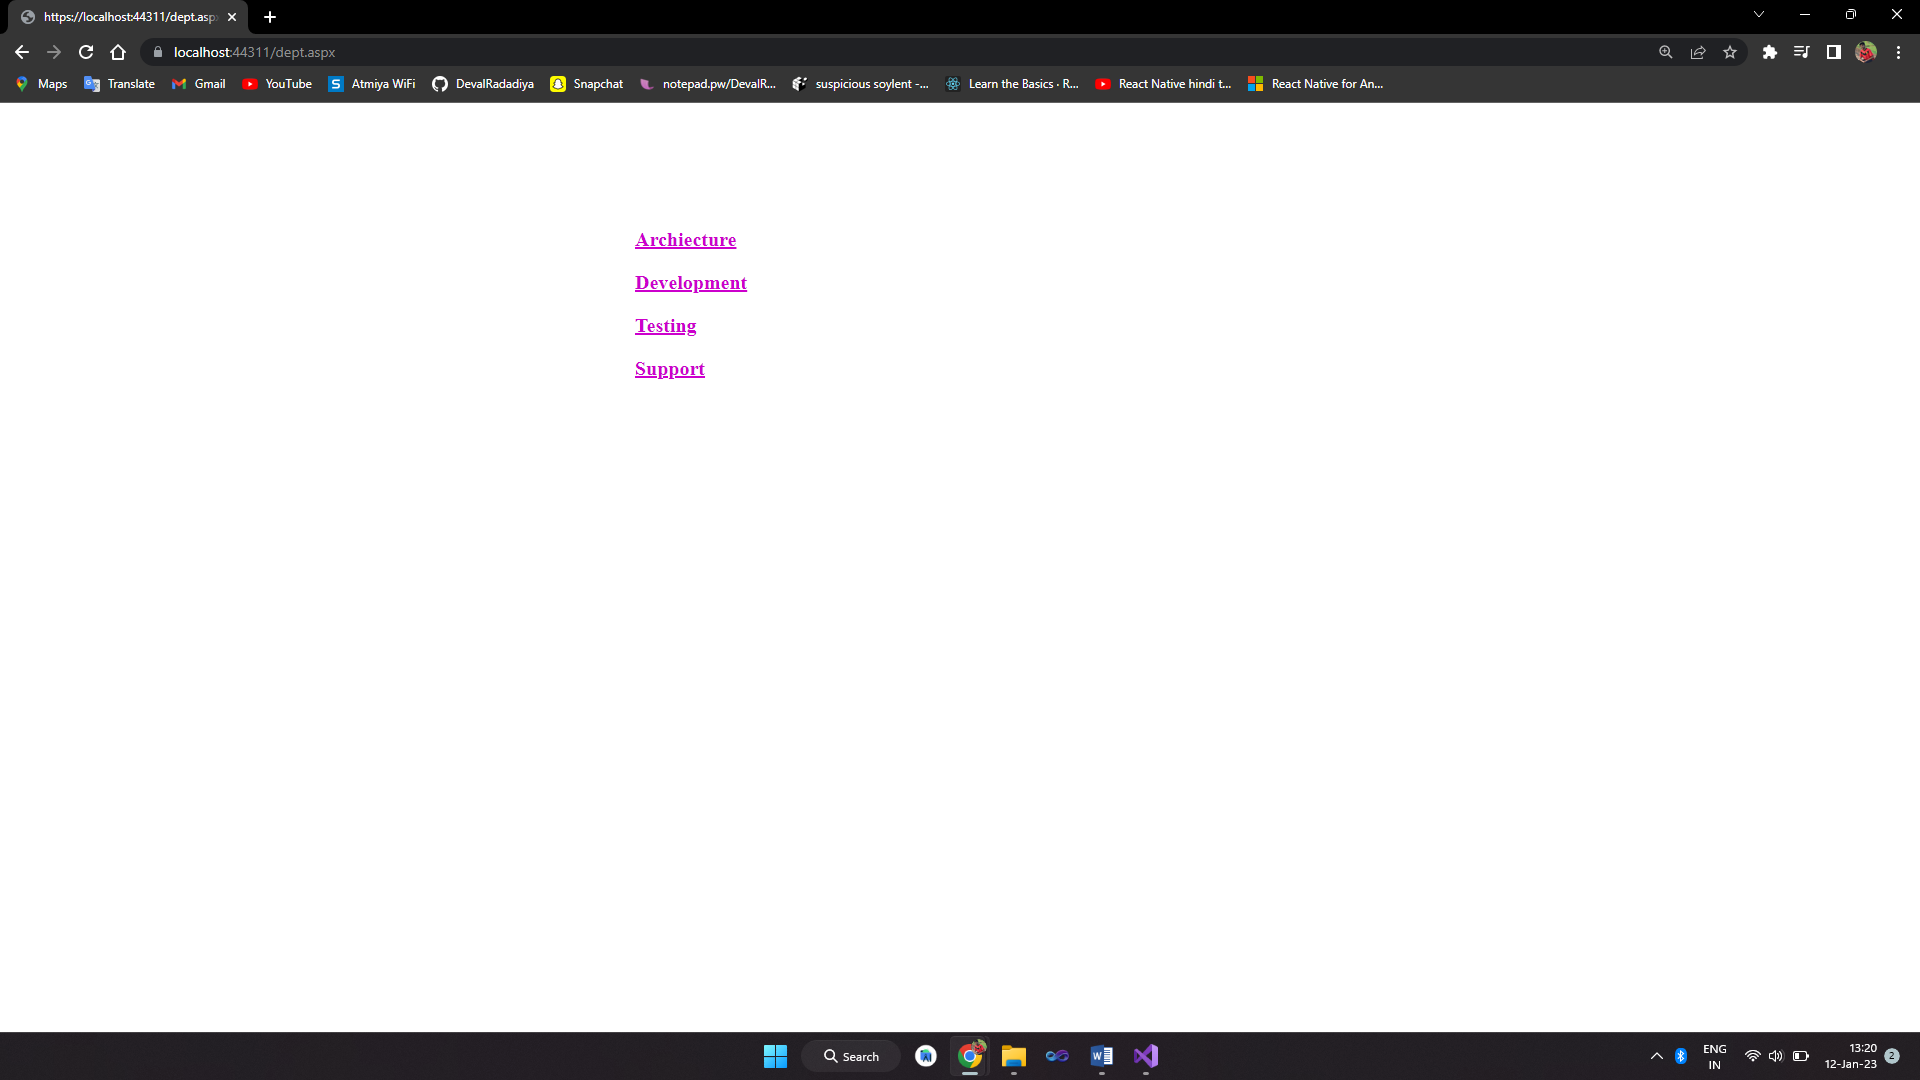 https://localhost:44311/dept.asp
localhost:44311/dept.aspx
Maps Translate Gmail YouTube Atmiya WiFi DevalRadadiya Snapchat notepad.pw/DevalR... suspicious soylent -... Learn the Basics · R... React Native hindi t... React Native for An...
Archiecture
Development
Testing
Support
Search
ENG
IN
13:20
12-Jan-23
2